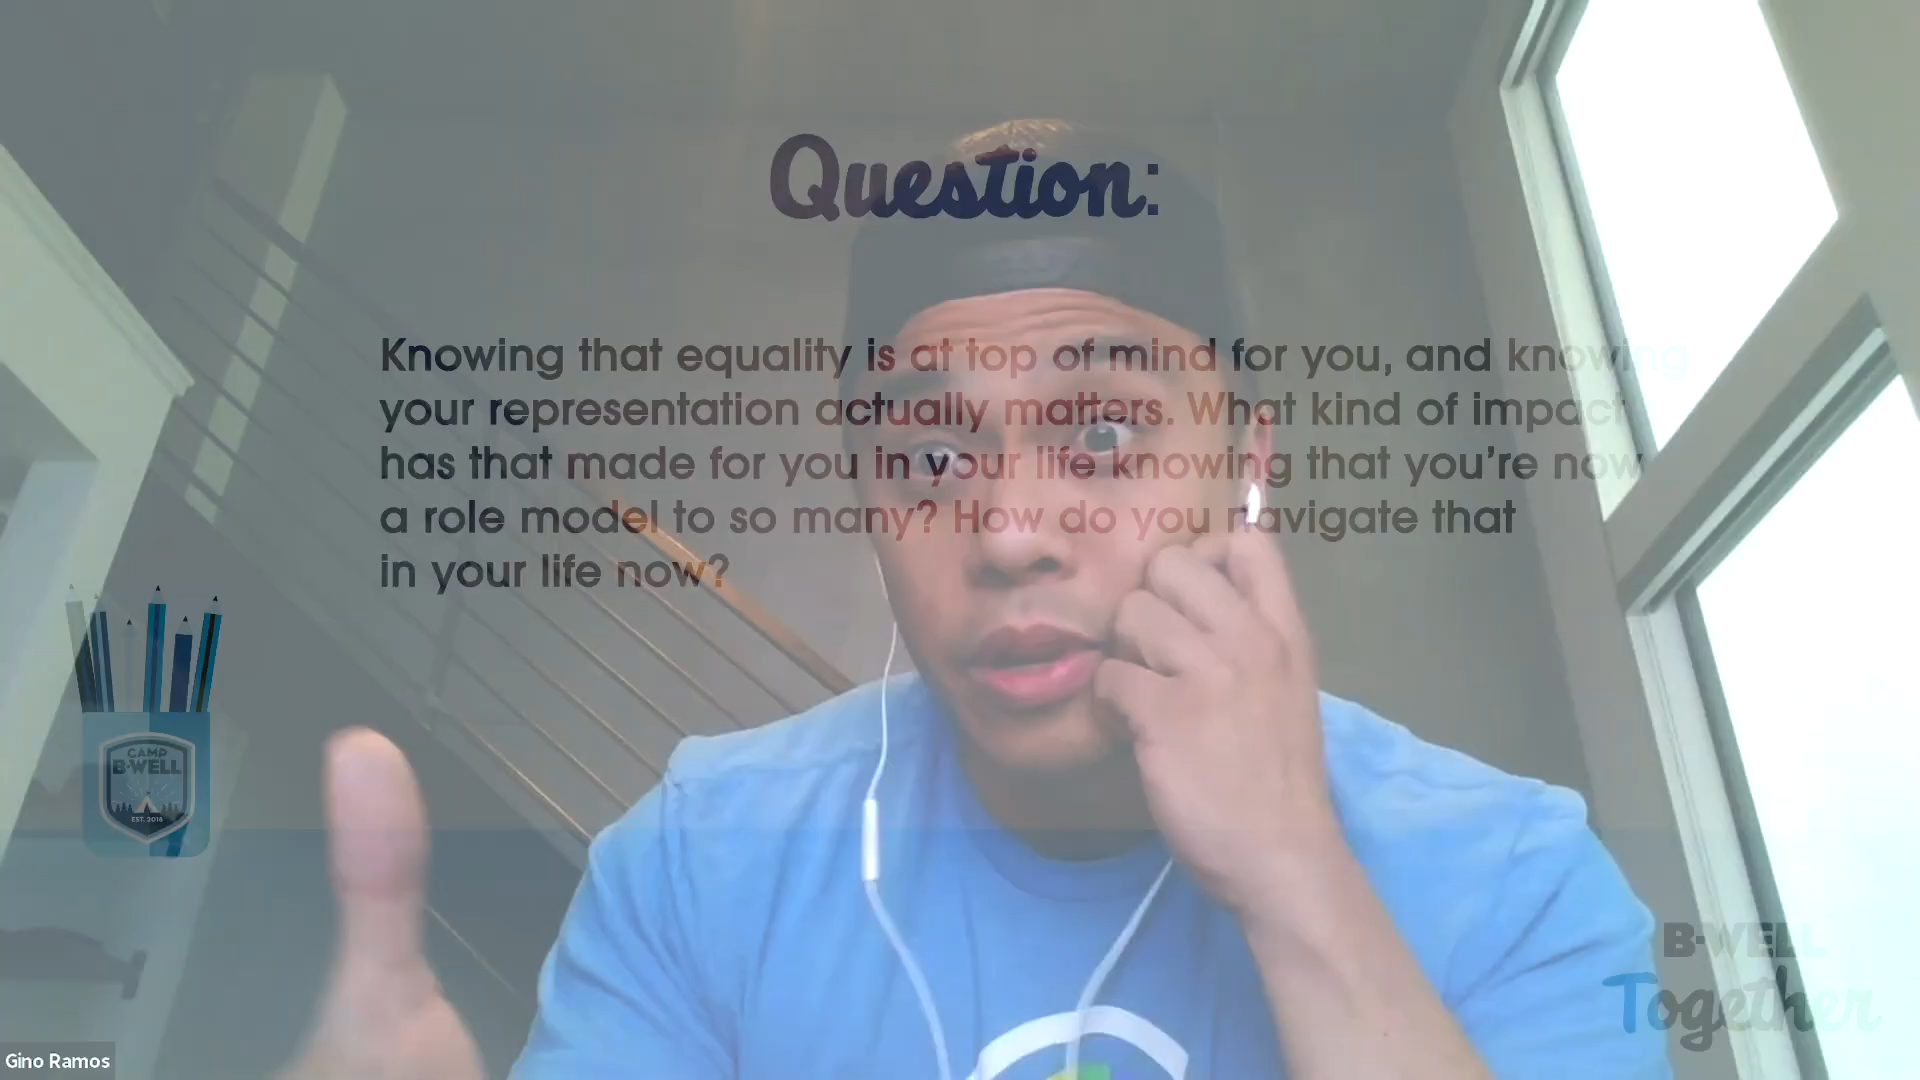 Question:
Knowing that equality is at top of mind for you, and knowing
your representation actually matters. What kind of impact
has that made for you in your life knowing that you’re now
a role model to so many? How do you navigate that
in your life now?
CAMP
B-WELL
EST. 2016
B-WELL
Together
Gino Ramos